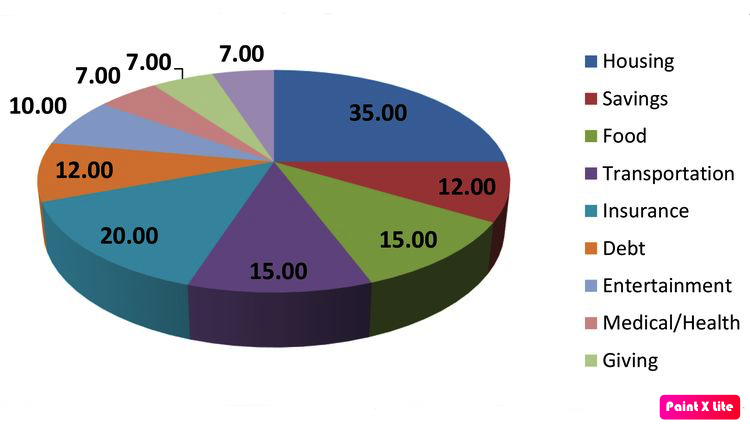 7.00
7.00
7.00
10.00
35.00
12.00
12.00
20.00
15.00
15.00
Housing
Savings
Food
Transportation
Insurance
Debt
Entertainment
Medical/Health
Giving
Paint X Lite